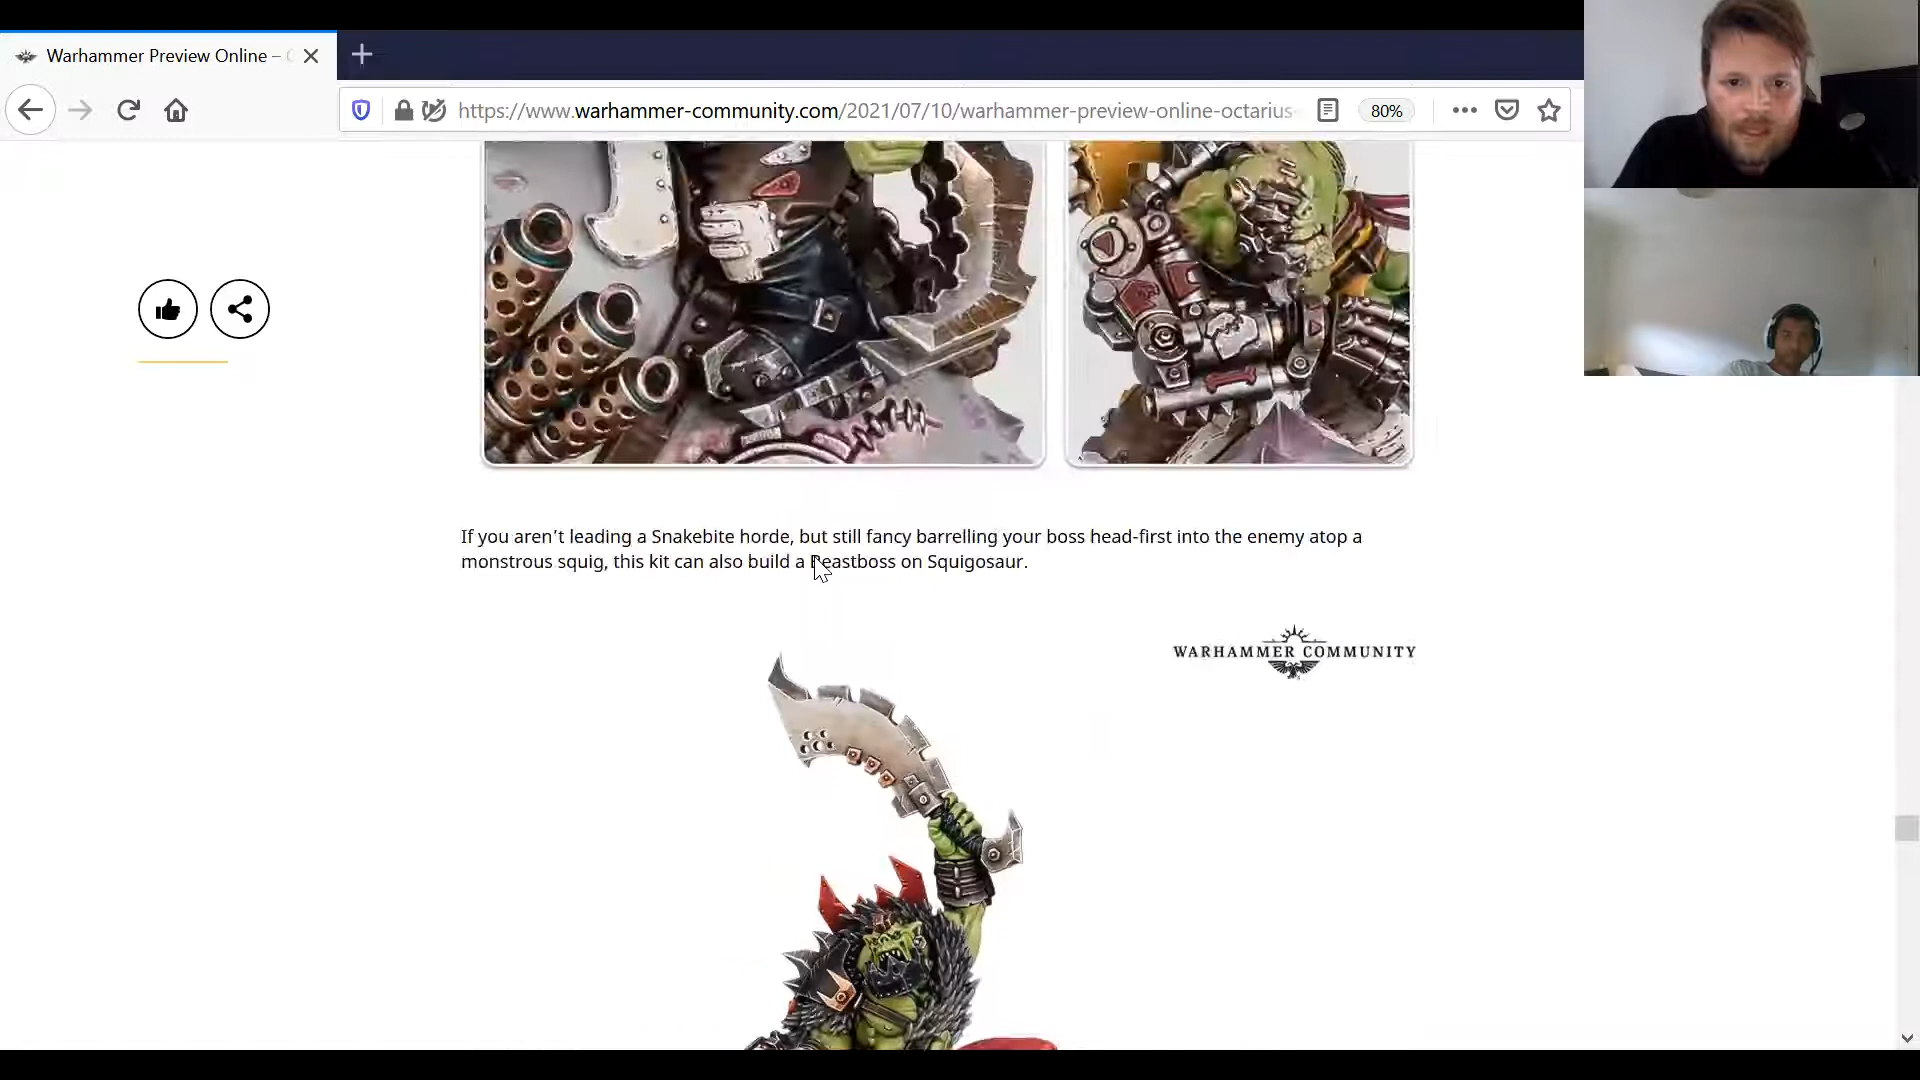 Warhammer Preview Online –
https://www.warhammer-community.com/2021/07/10/warhammer-preview-online-octarius-
80%
If you aren't leading a Snakebite horde, but still fancy barrelling your boss head-first into the enemy atop a
monstrous squig, this kit can also build a Beastboss on Squigosaur.
WARHAMMER COMMUNITY